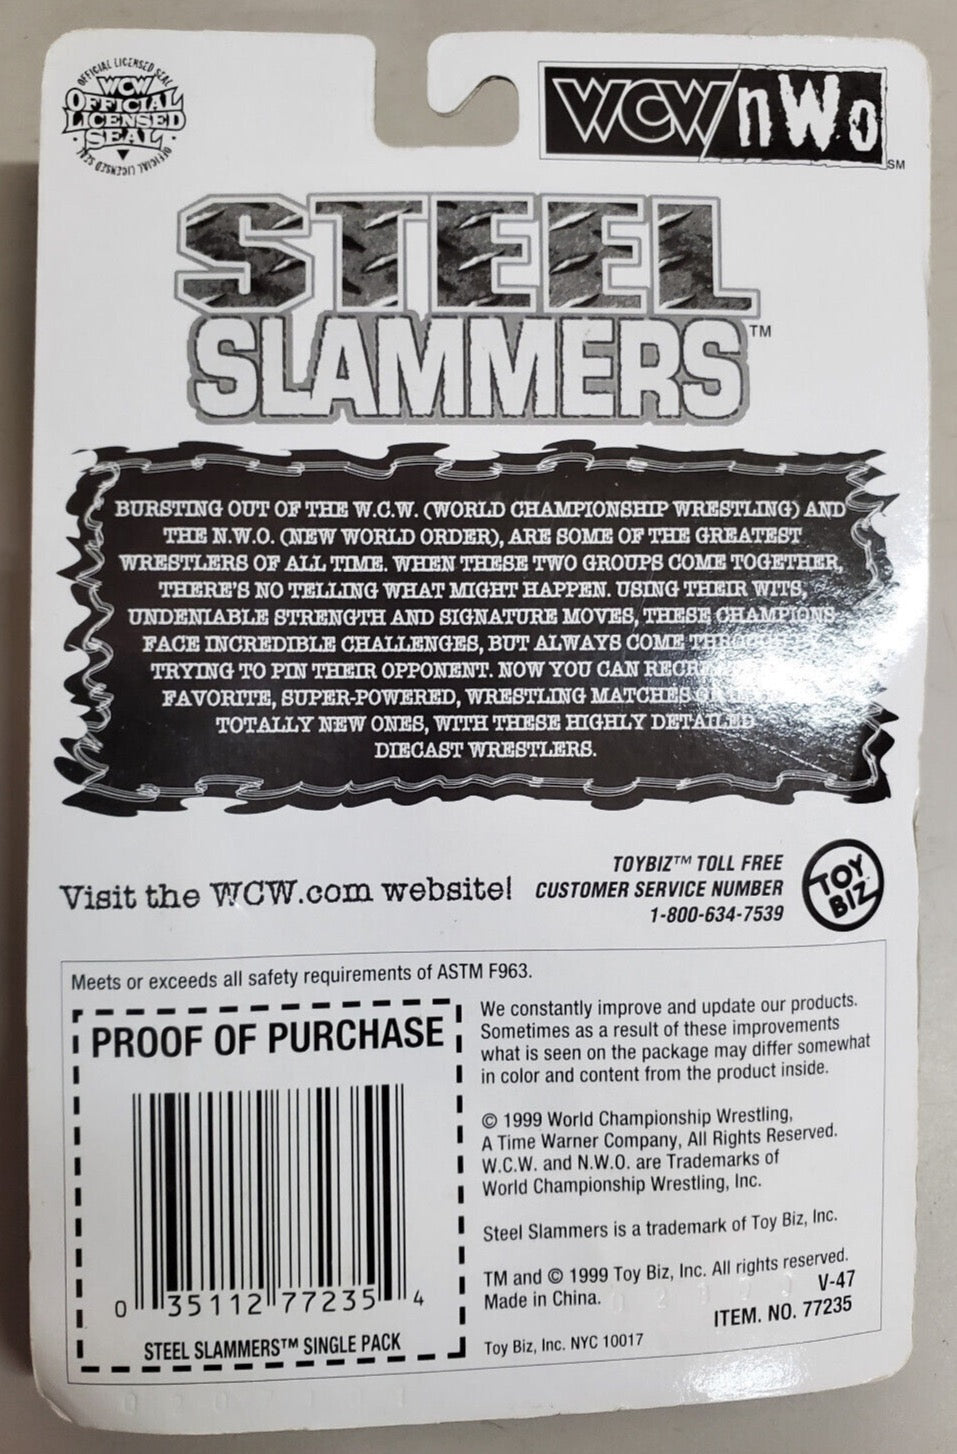 OFFICIAL LICENSED SEAL
WCW
OFFICIAL
LICENSED
SEAL
OFFICIAL LICENSED SEAL
WCW/nWo
SM
STEEL
SLAMMERS™
BURSTING OUT OF THE W.C.W. (WORLD CHAMPIONSHIP WRESTLING) AND
THE N.W.O. (NEW WORLD ORDER), ARE SOME OF THE GREATEST
WRESTLERS OF ALL TIME. WHEN THESE TWO GROUPS COME TOGETHER,
THERE'S NO TELLING WHAT MIGHT HAPPEN. USING THEIR WITS,
UNDENIABLE STRENGTH AND SIGNATURE MOVES, THESE CHAMPIONS
FACE INCREDIBLE CHALLENGES, BUT ALWAYS COME
TRYING TO PIN THEIR OPPONENT. NOW YOU CAN
FAVORITE, SUPER-POWERED, WRESTLING MATCHES
TOTALLY NEW ONES, WITH THESE HIGHLY DETAILED
DIECAST WRESTLERS.
Visit the WCW.com website!
TOYBIZ™ TOLL FREE
CUSTOMER SERVICE NUMBER
1-800-634-7539
TOY
BIZ
Meets or exceeds all safety requirements of ASTM F963.
PROOF OF PURCHASE
0 35112 77235 4
STEEL SLAMMERS™ SINGLE PACK
We constantly improve and update our products.
Sometimes as a result of these improvements
what is seen on the package may differ somewhat
in color and content from the product inside.
© 1999 World Championship Wrestling,
A Time Warner Company, All Rights Reserved.
W.C.W. and N.W.O. are Trademarks of
World Championship Wrestling, Inc.
Steel Slammers is a trademark of Toy Biz, Inc.
TM and © 1999 Toy Biz, Inc. All rights reserved.
Made in China.
V-47
ITEM. NO. 77235
Toy Biz, Inc. NYC 10017